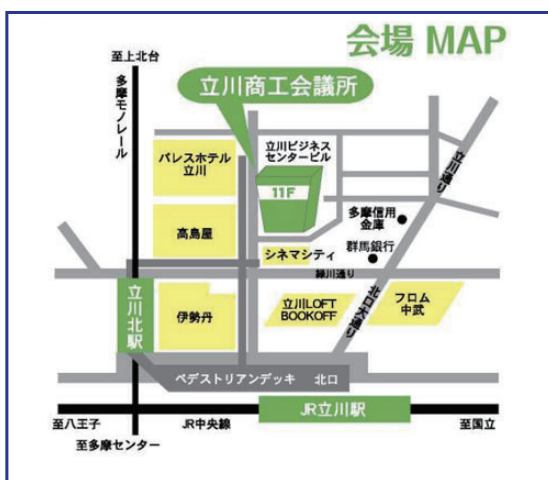 会場 MAP
至上北台
多摩モノレール
立川商工会議所
立川ビジネス
センタービル
11F
パレスホテル
立川
立川通り
多摩信用
金庫
高島屋
群馬銀行
シネマシティ
緑川通り
立川北駅
伊勢丹
立川LOFT
BOOKOFF
北口大通り
フロム
中武
ペデストリアンデッキ 北口
JR立川駅
至八王子
JR中央線
至国立
至多摩センター